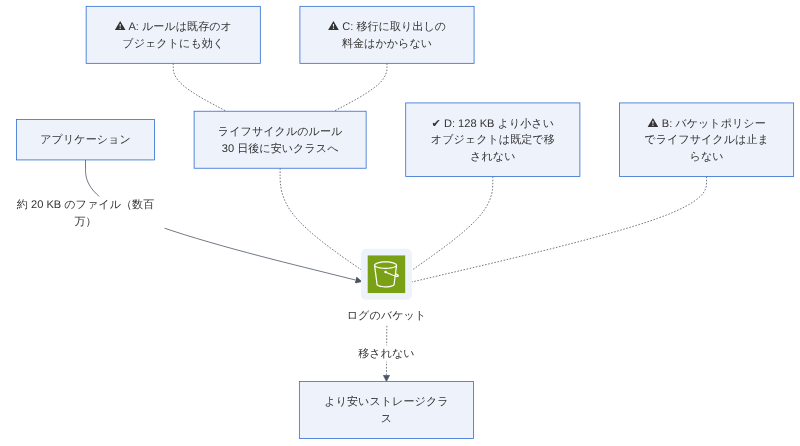 ⚠ A: ルールは既存のオ
ブジェクトにも効く
⚠ C: 移行に取り出しの
料金はかからない
アプリケーション
ライフサイクルのルール
30 日後に安いクラスへ
✔ D: 128 KB より小さい
オブジェクトは既定で移
されない
⚠ B: バケットポリシー
でライフサイクルは止ま
らない
約 20 KB のファイル（数百
万）
ログのバケット
移されない
より安いストレージクラ
ス